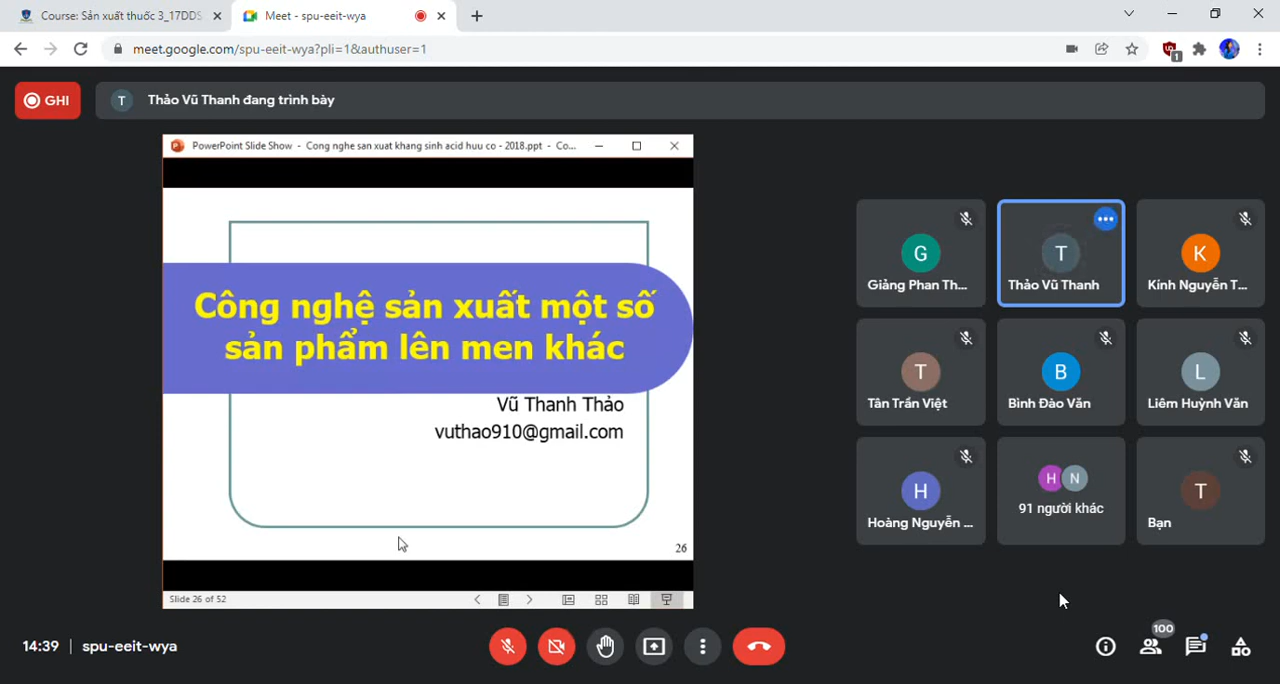 Course: Sản xuất thuốc 3_17DDS
Meet - spu-eeit-wya
meet.google.com/spu-eeit-wya?pli=1&authuser=1
1
GHI
T
Thảo Vũ Thanh đang trình bày
PowerPoint Slide Show - Cong nghe san xuat khang sinh acid huu co - 2018.ppt - Co...
Công nghệ sản xuất một số
sản phẩm lên men khác
Vũ Thanh Thảo
vuthao910@gmail.com
26
Slide 26 of 52
G
Giảng Phan Th...
T
Thảo Vũ Thanh
K
Kính Nguyễn T...
T
Tân Trần Việt
B
Bình Đào Văn
L
Liêm Huỳnh Văn
H
Hoàng Nguyễn ...
H N
91 người khác
T
Bạn
14:39
spu-eeit-wya
100